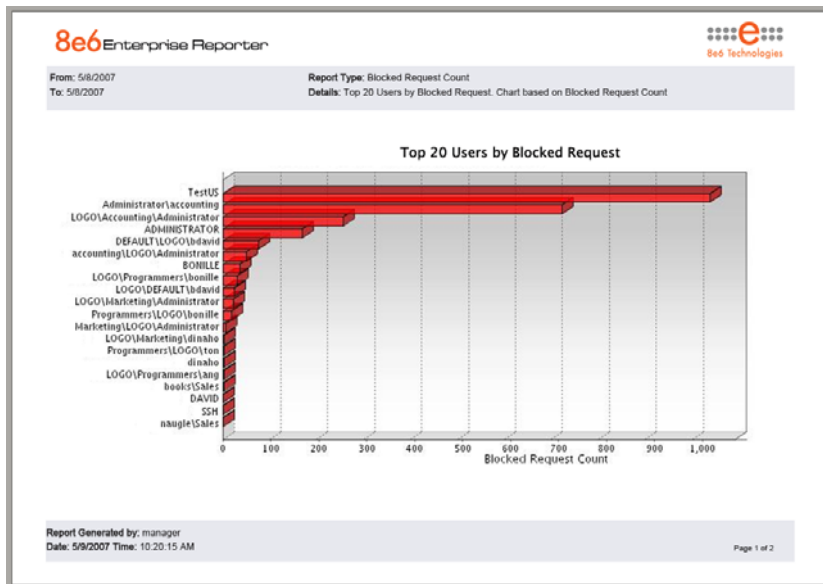 8e6 Enterprise Reporter
8e6 Technologies
From: 5/8/2007
To: 5/8/2007
Report Type: Blocked Request Count
Details: Top 20 Users by Blocked Request. Chart based on Blocked Request Count
Top 20 Users by Blocked Request
TestUS
Administrator\accounting
LOGO\Accounting\Administrator
ADMINISTRATOR
DEFAULT\LOGO\bdavid
accounting\LOGO\Administrator
BONILLE
LOGO\Programmers\bonille
LOGO\DEFAULT\bdavid
LOGO\Marketing\Administrator
Programmers\LOGO\bonille
Marketing\LOGO\Administrator
LOGO\Marketing\dinaho
Programmers\LOGO\ton
dinaho
LOGO\Programmers\ang
books\Sales
DAVID
SSH
naugle\Sales
0 100 200 300 400 500 600 700 800 900 1,000
Blocked Request Count
Report Generated by: manager
Date: 5/9/2007 Time: 10:20:15 AM
Page 1 of 2